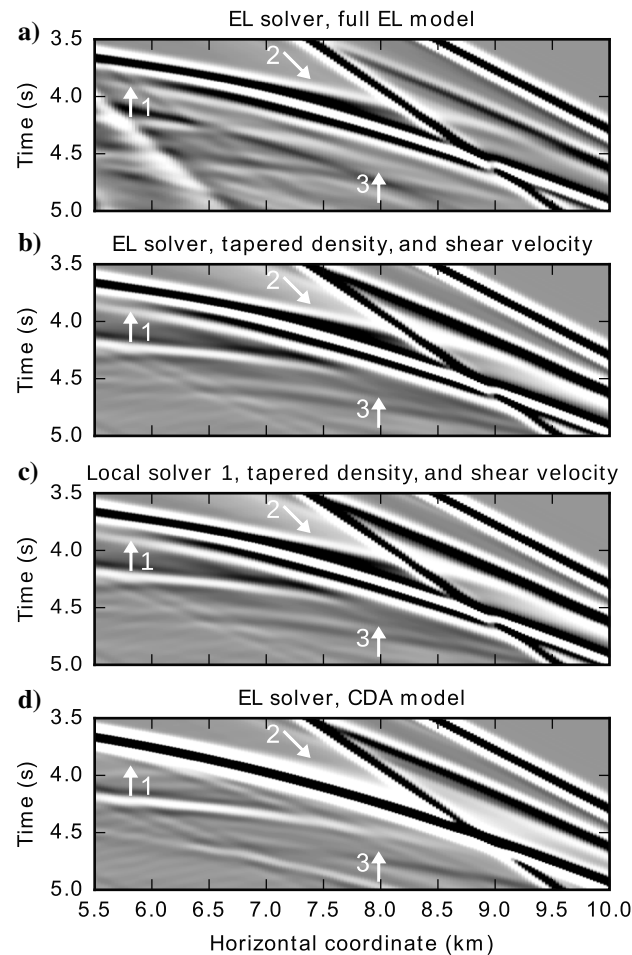 a) EL solver, full EL model
3.5
4.0
4.5
5.0
Time (s)
1
2
3
b) EL solver, tapered density, and shear velocity
3.5
4.0
4.5
5.0
Time (s)
1
2
3
c) Local solver 1, tapered density, and shear velocity
3.5
4.0
4.5
5.0
Time (s)
1
2
3
d) EL solver, CDA model
3.5
4.0
4.5
5.0
Time (s)
1
2
3
5.5 6.0 6.5 7.0 7.5 8.0 8.5 9.0 9.5 10.0
Horizontal coordinate (km)